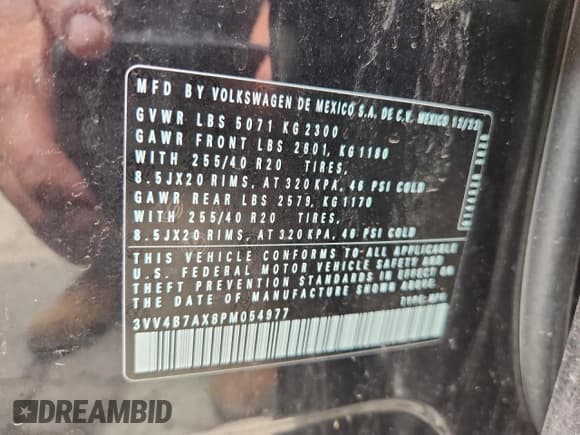 MFD BY VOLKSWAGEN DE MEXICO S.A. DE C.V. MEXICO 12/22
GVWR LBS 5071 KG 2300
GAWR FRONT LBS 2601, KG 1180
WITH 255/40 R20 TIRES,
8.5JX20 RIMS, AT 320 KPA, 46 PSI COLD
GAWR REAR LBS 2579, KG 1170
WITH 255/40 R20 TIRES,
8.5JX20 RIMS, AT 320 KPA, 46 PSI COLD
THIS VEHICLE CONFORMS TO ALL APPLICABLE
U.S. FEDERAL MOTOR VEHICLE SAFETY AND
THEFT PREVENTION STANDARDS IN EFFECT ON
THE DATE OF MANUFACTURE SHOWN ABOVE.
TYPE: MPV
3VV4B7AX8PM054977
DREAMBID